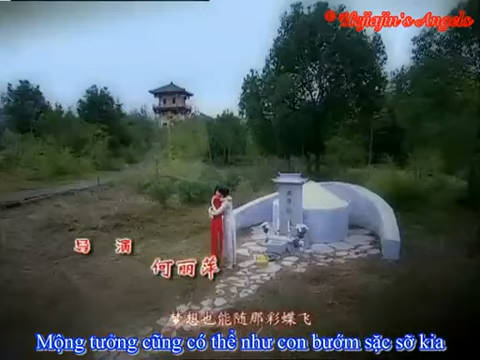 Hejiajin's Angels
导 演
何丽萍
梦想也能随那彩蝶飞
Mộng tưởng cũng có thể như con bướm sặc sỡ kia